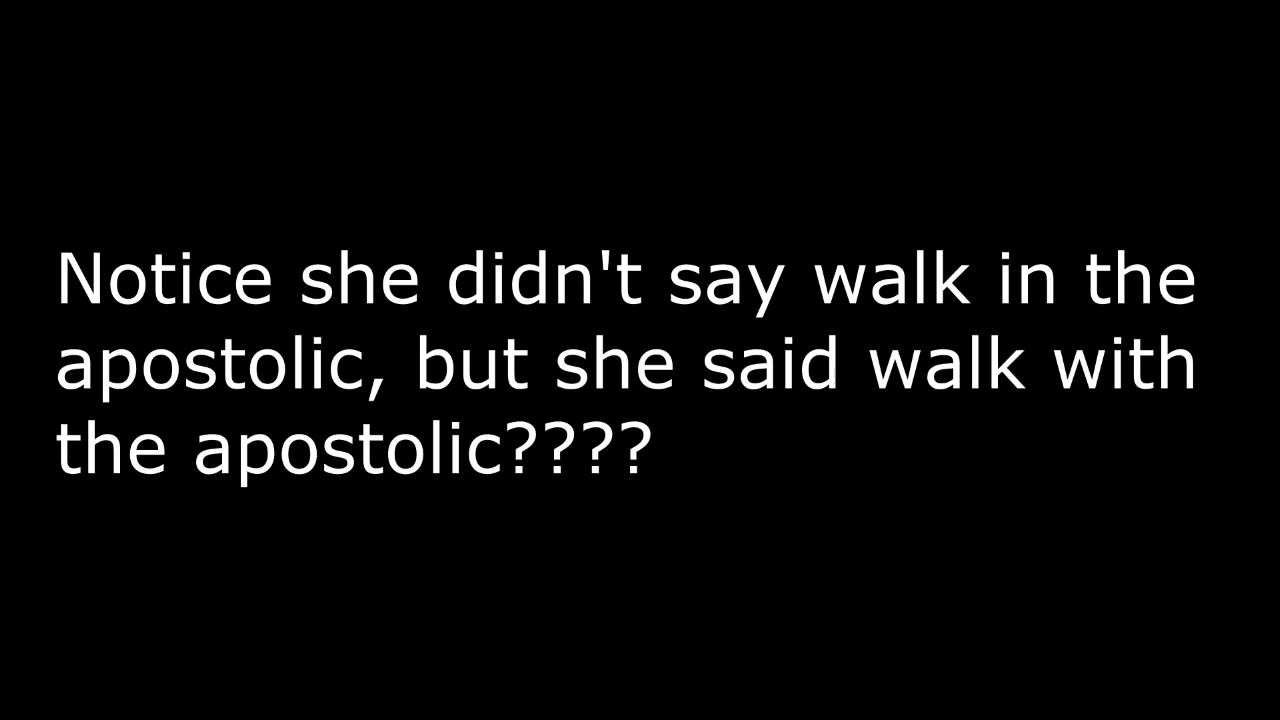 Notice she didn't say walk in the
apostolic, but she said walk with
the apostolic????